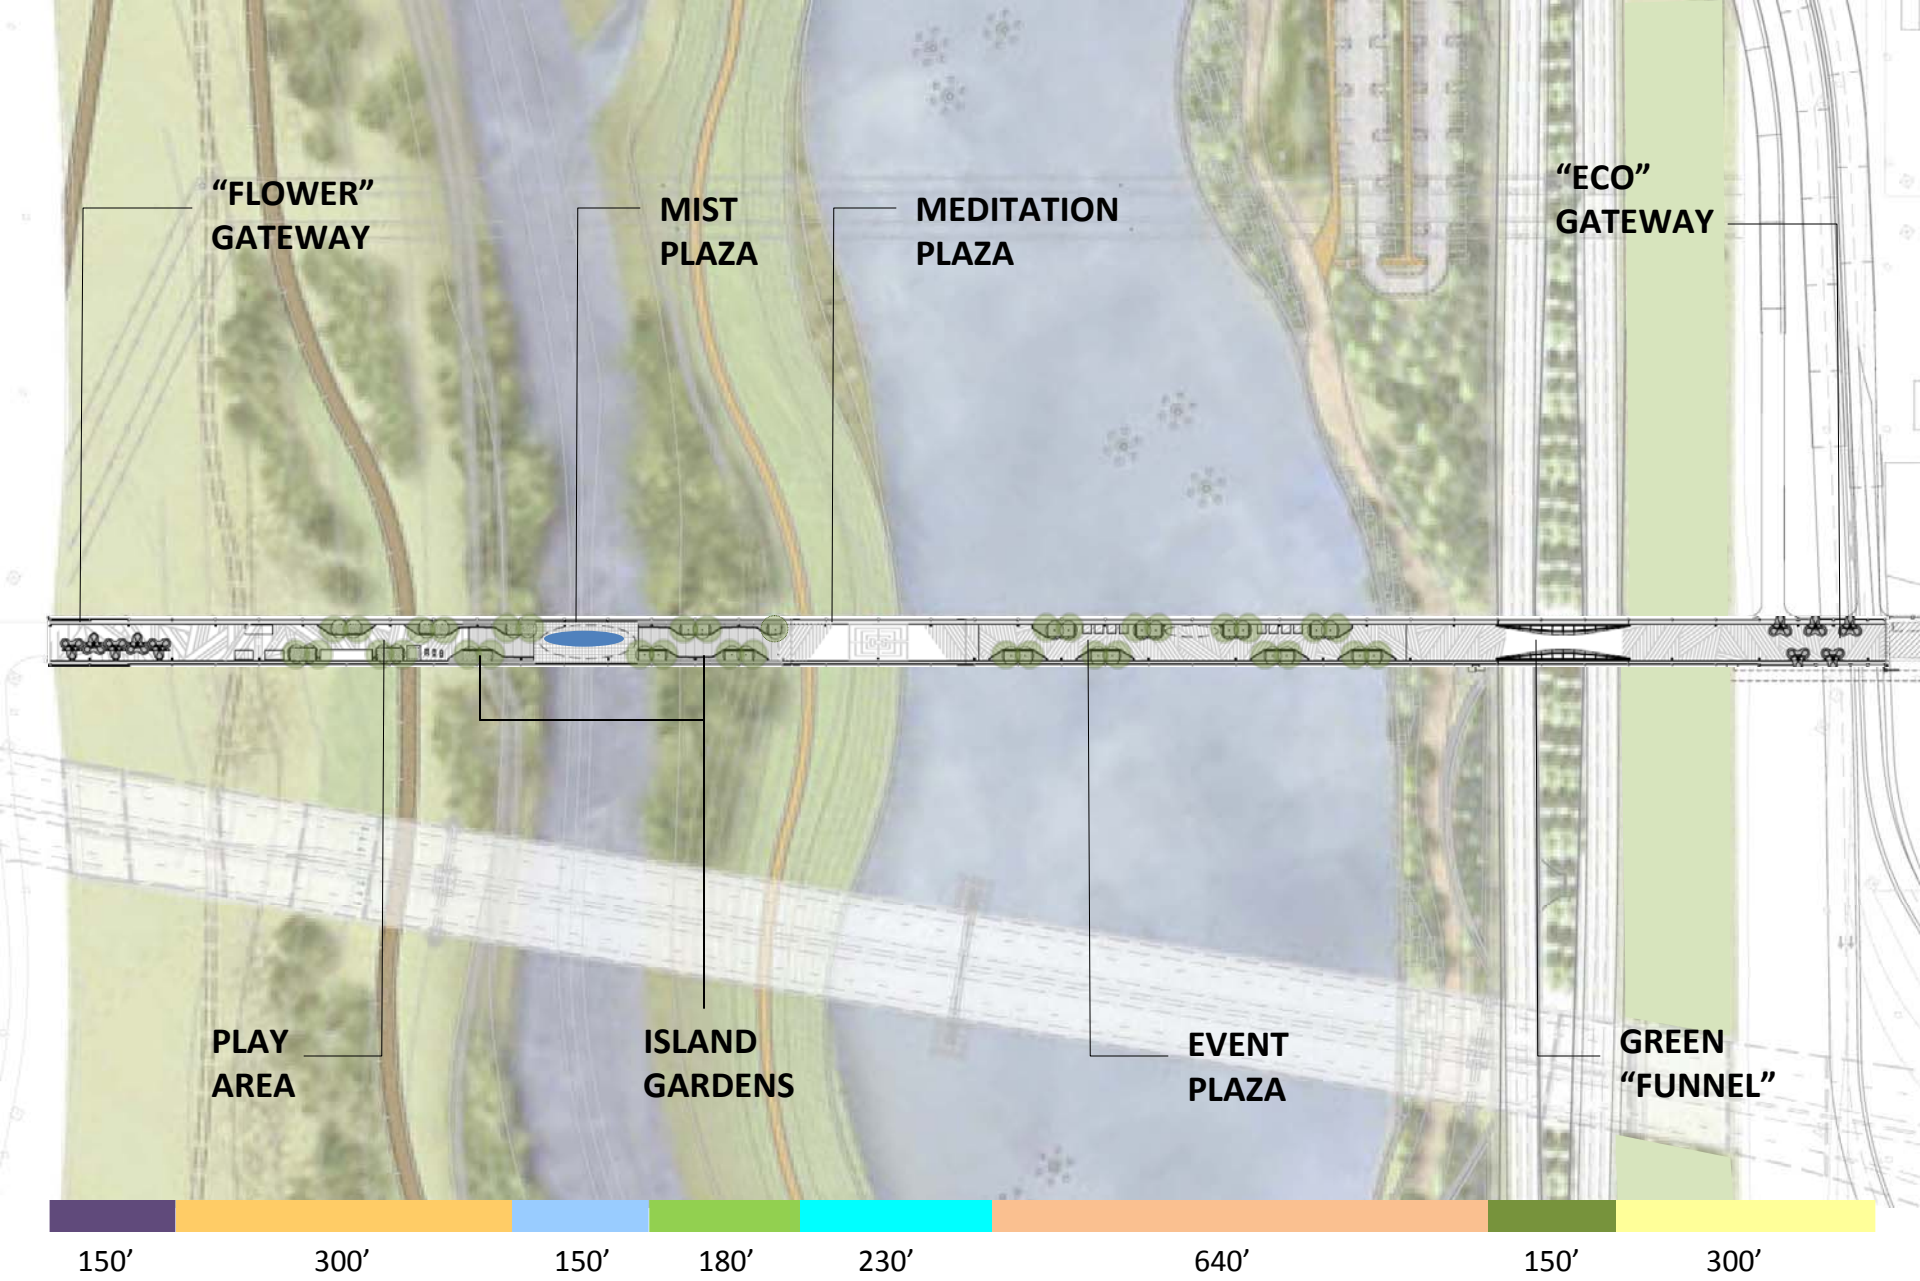 “FLOWER”
GATEWAY
MIST
PLAZA
MEDITATION
PLAZA
“ECO”
GATEWAY
PLAY
AREA
ISLAND
GARDENS
EVENT
PLAZA
GREEN
“FUNNEL”
150’
300’
150’
180’
230’
640’
150’
300’